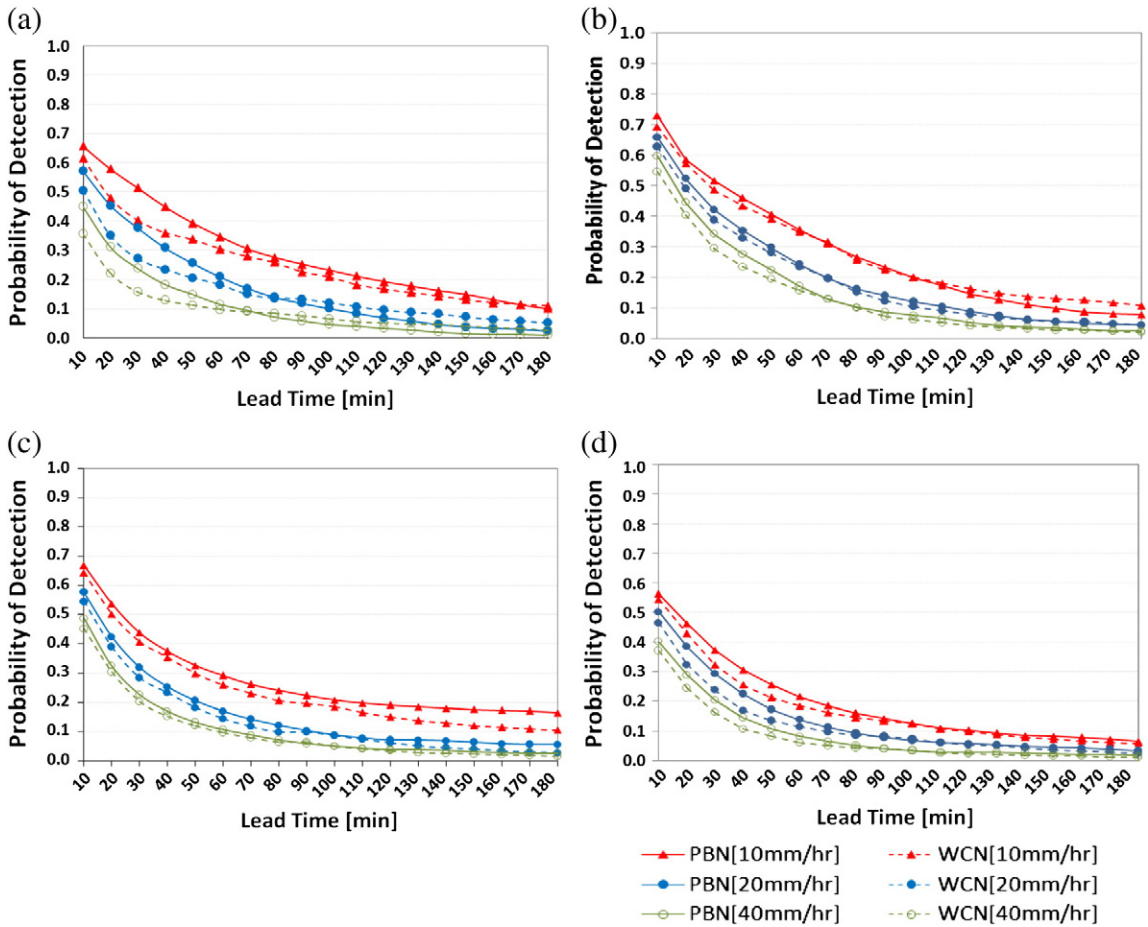 (a)
Probability of Detcection
1.0
0.9
0.8
0.7
0.6
0.5
0.4
0.3
0.2
0.1
0.0
10 20 30 40 50 60 70 80 90 100 110 120 130 140 150 160 170 180
Lead Time [min]
(b)
Probability of Detection
1.0
0.9
0.8
0.7
0.6
0.5
0.4
0.3
0.2
0.1
0.0
10 20 30 40 50 60 70 80 90 100 110 120 130 140 150 160 170 180
Lead Time [min]
(c)
Probability of Detcection
1.0
0.9
0.8
0.7
0.6
0.5
0.4
0.3
0.2
0.1
0.0
10 20 30 40 50 60 70 80 90 100 110 120 130 140 150 160 170 180
Lead Time [min]
(d)
Probability of Detcection
1.0
0.9
0.8
0.7
0.6
0.5
0.4
0.3
0.2
0.1
0.0
10 20 30 40 50 60 70 80 90 100 110 120 130 140 150 160 170 180
Lead Time [min]
PBN[10mm/hr] WCN[10mm/hr]
PBN[20mm/hr] WCN[20mm/hr]
PBN[40mm/hr] WCN[40mm/hr]